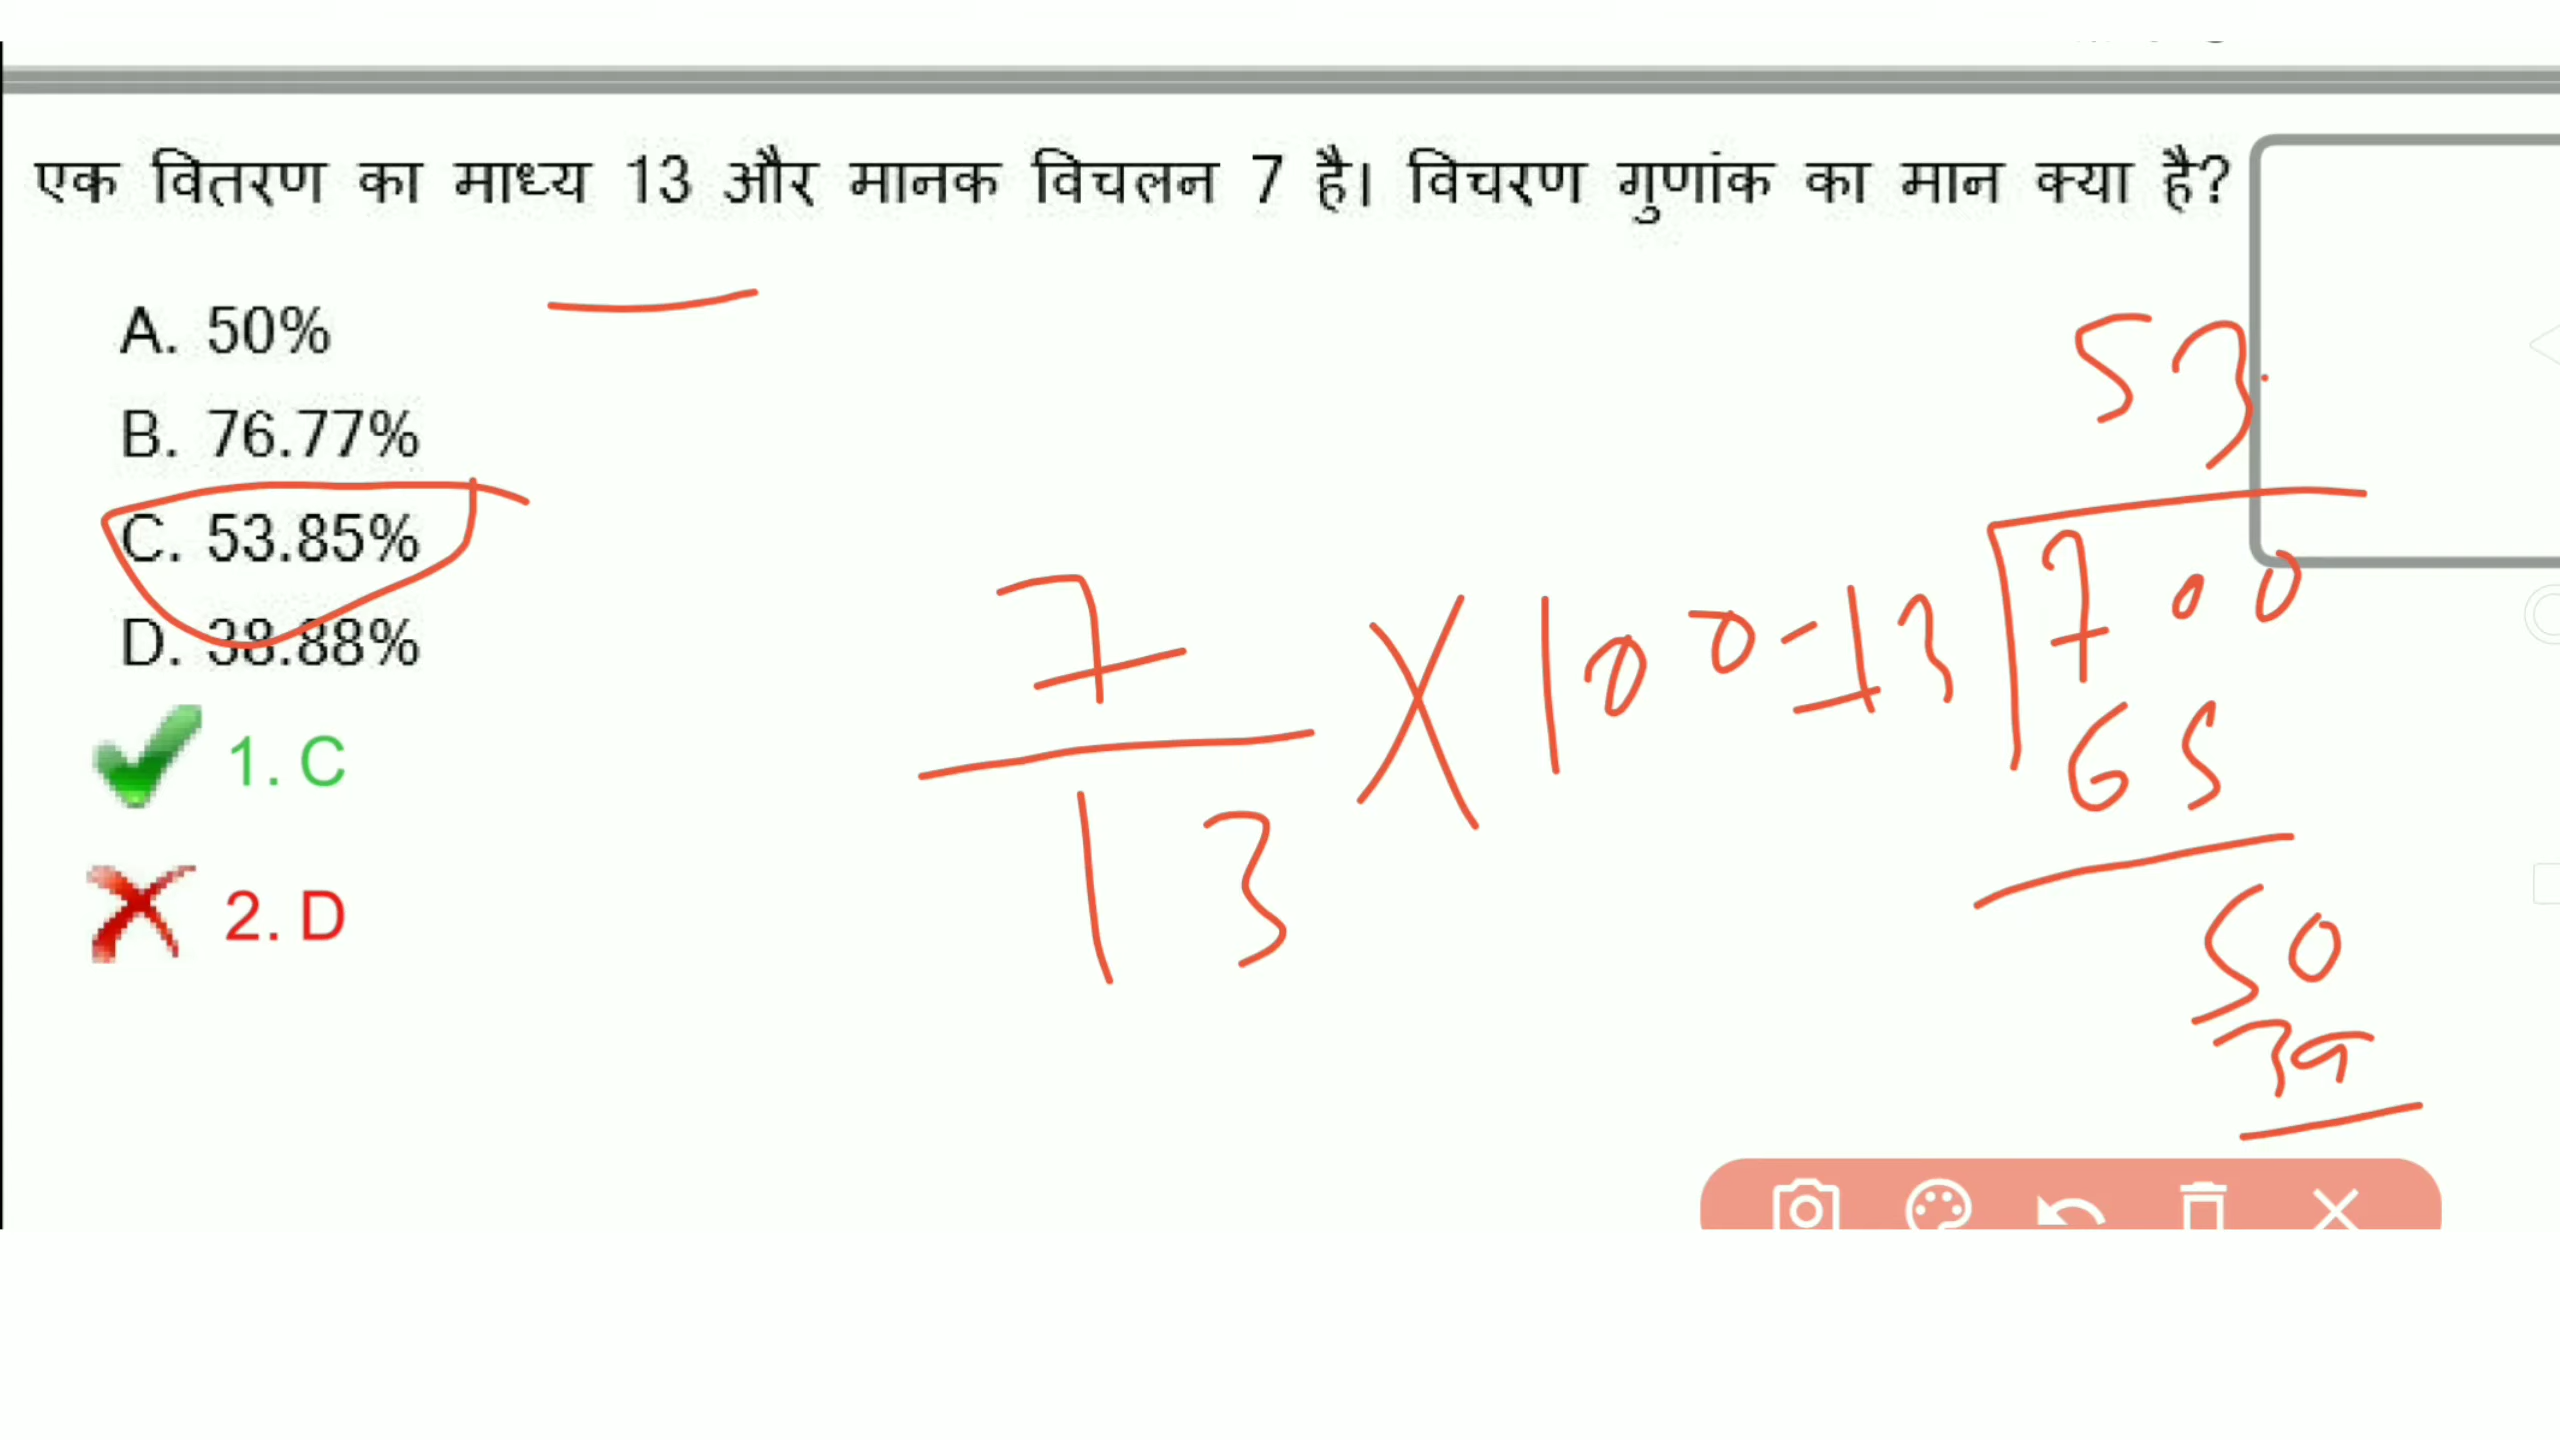 एक वितरण का माध्य 13 और मानक विचलन 7 है। विचरण गुणांक का मान क्या है?
A. 50%
B. 76.77%
C. 53.85%
D. 38.88%
1. C
2. D
7
13
X 100 =
53.
13 700
65
50
39